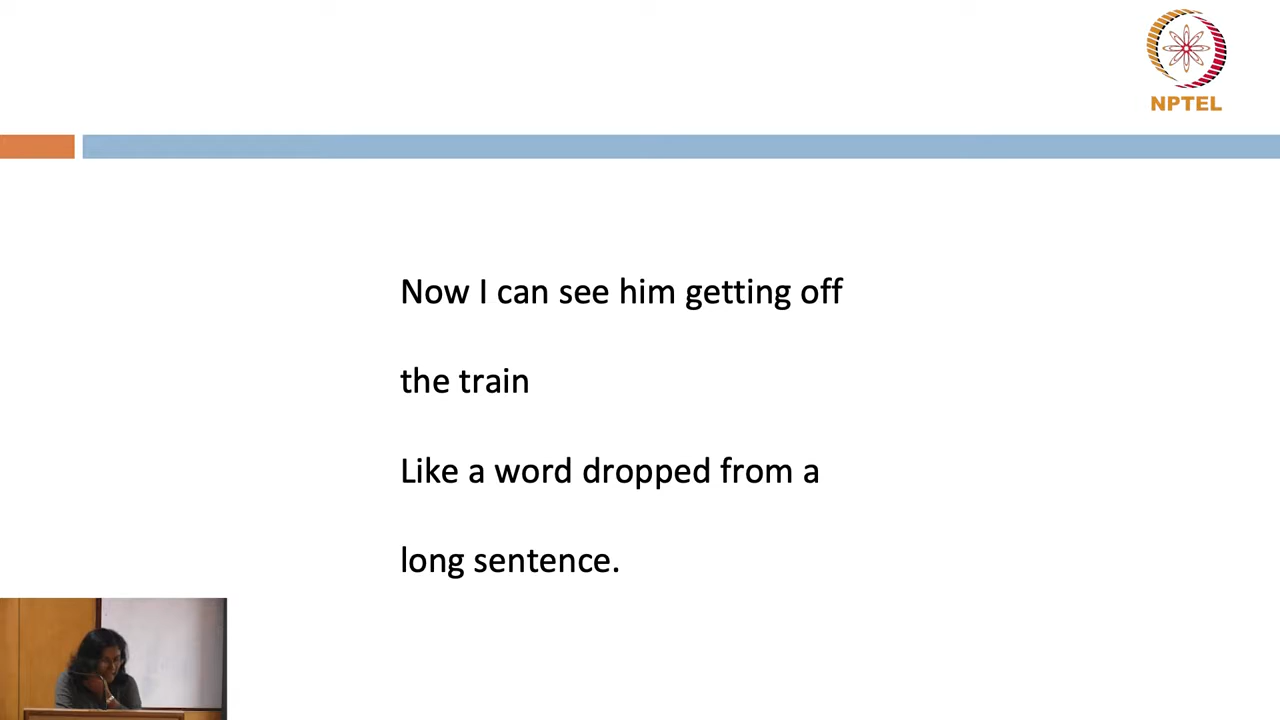 NPTEL
Now I can see him getting off
the train
Like a word dropped from a
long sentence.